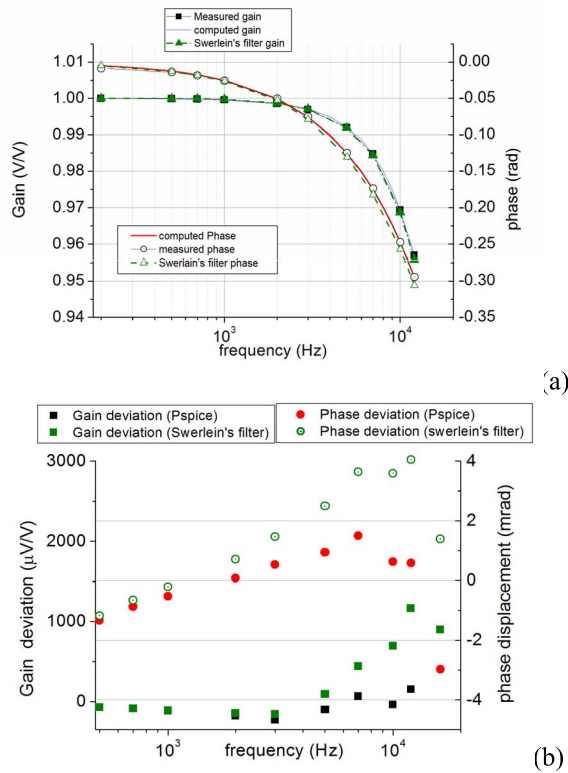 Measured gain
computed gain
Swerlein's filter gain
1.01
1.00
0.99
0.98
0.97
0.96
0.95
0.94
Gain (V/V)
0.00
-0.05
-0.10
-0.15
-0.20
-0.25
-0.30
-0.35
phase (rad)
computed Phase
measured phase
Swerlain's filter phase
10³
10⁴
frequency (Hz)
(a)
Gain deviation (Pspice)
Gain deviation (Swerlein's filter)
Phase deviation (Pspice)
Phase deviation (swerlein's filter)
3000
2000
1000
0
Gain deviation (µV/V)
4
2
0
-2
-4
phase displacement (mrad)
10³
10⁴
frequency (Hz)
(b)